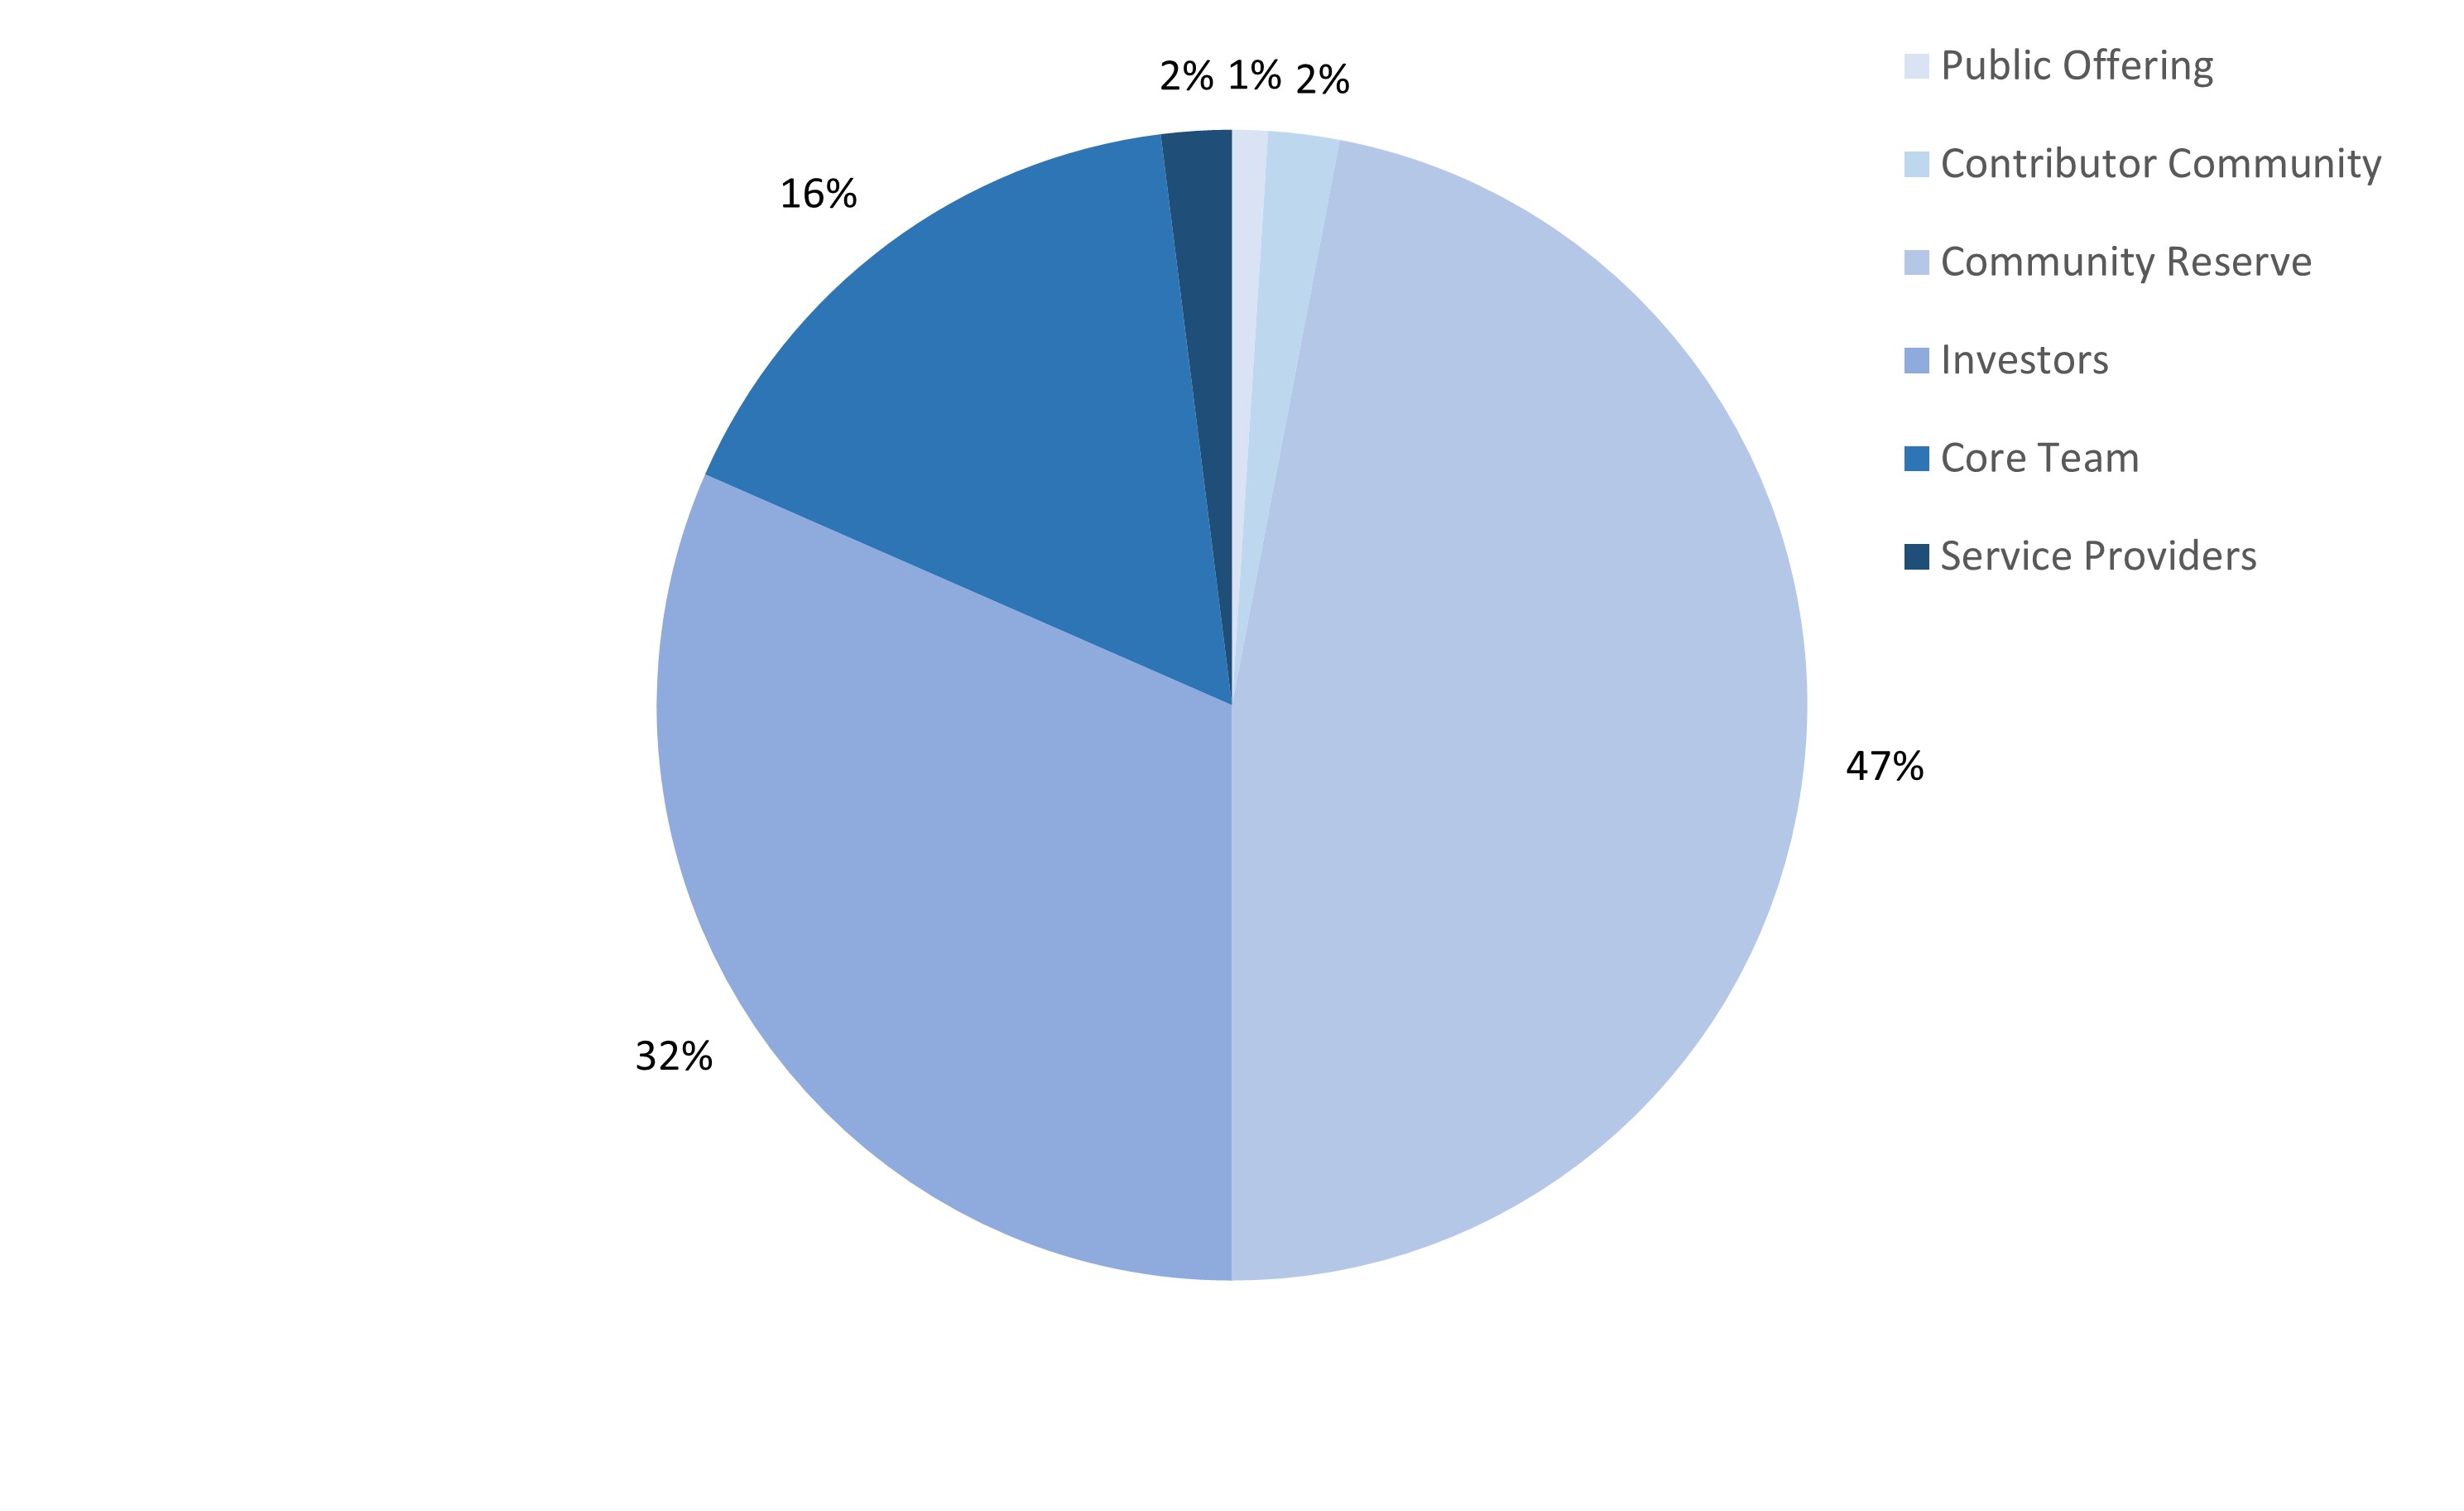 2% 1% 2%
16%
47%
32%
Public Offering
Contributor Community
Community Reserve
Investors
Core Team
Service Providers